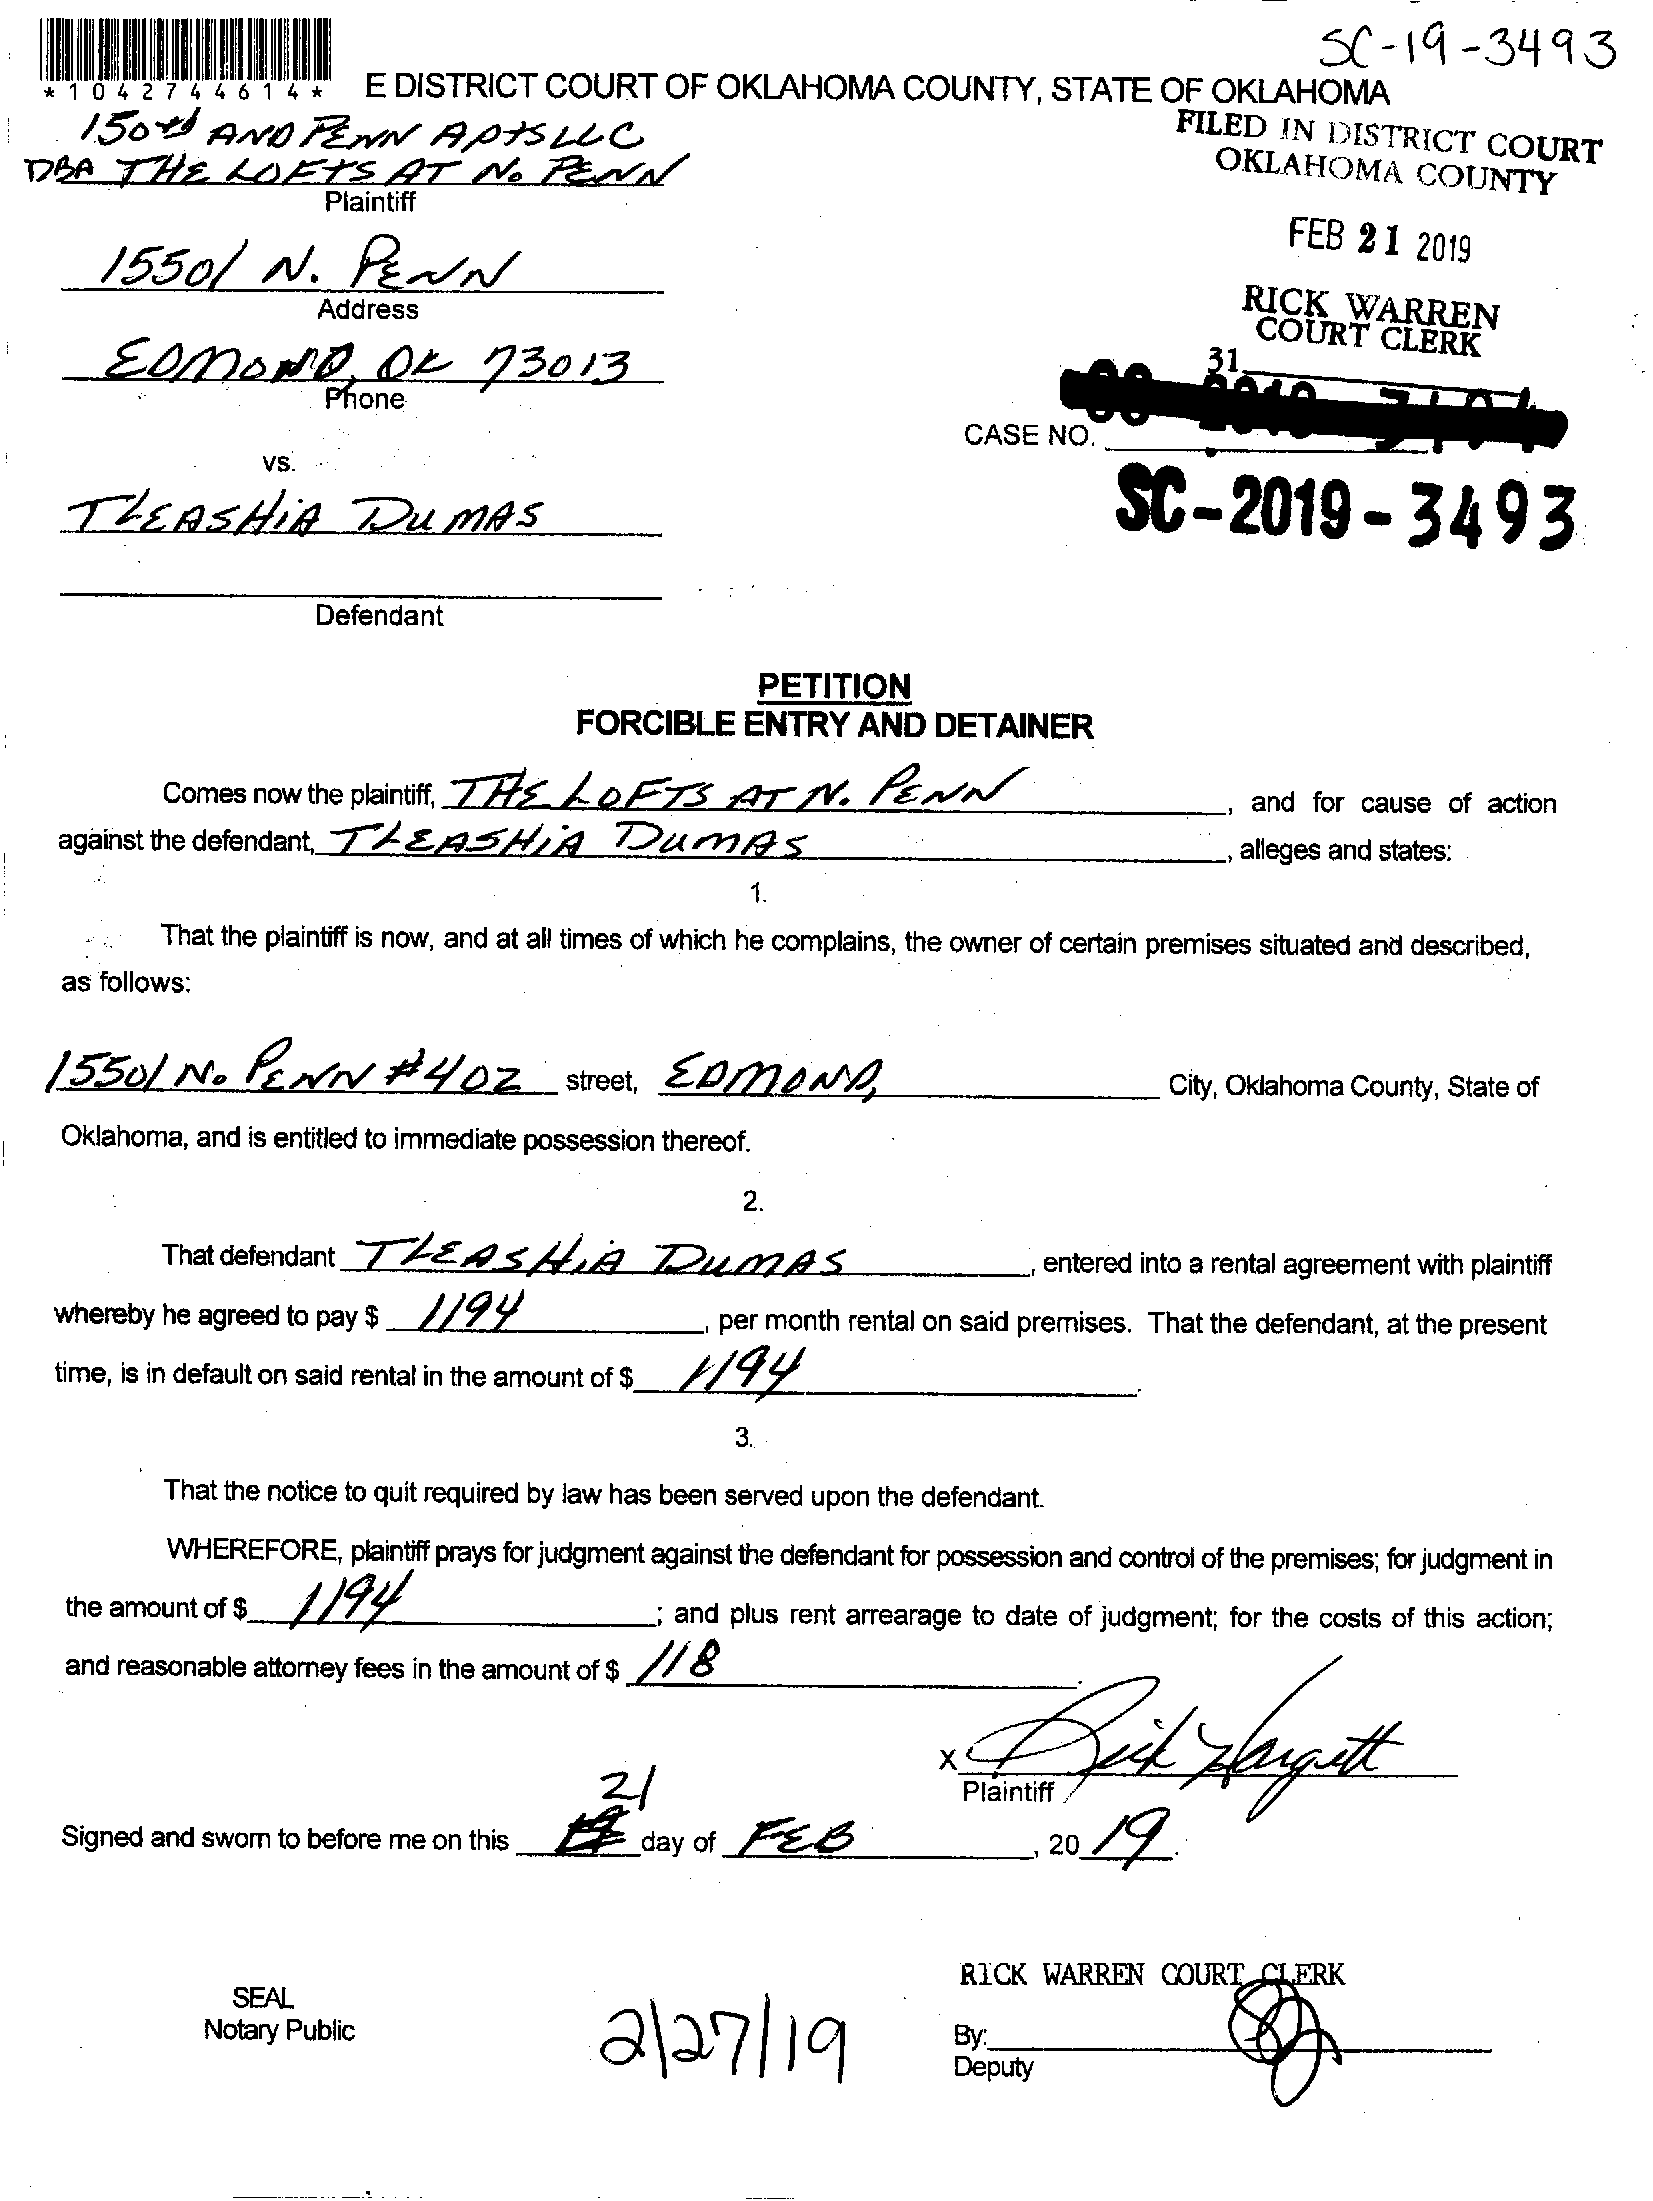 SC-19-3493
*1042744614*
E DISTRICT COURT OF OKLAHOMA COUNTY, STATE OF OKLAHOMA
150th AND PENN APTS LLC
DBA THE LOFTS AT N. PENN
Plaintiff
FILED IN DISTRICT COURT
OKLAHOMA COUNTY
FEB 21 2019
RICK WARREN
COURT CLERK
31
15501 N. PENN
Address
EDMOND, OK 73013
Phone
CASE NO.
SC-2019-3493
vs.
TLEASHIA DUMAS
Defendant
PETITION
FORCIBLE ENTRY AND DETAINER
Comes now the plaintiff, THE LOFTS AT N. PENN, and for cause of action
against the defendant, TLEASHIA DUMAS, alleges and states:
1.
That the plaintiff is now, and at all times of which he complains, the owner of certain premises situated and described,
as follows:
15501 N. PENN #402 street, EDMOND, City, Oklahoma County, State of
Oklahoma, and is entitled to immediate possession thereof.
2.
That defendant TLEASHIA DUMAS, entered into a rental agreement with plaintiff
whereby he agreed to pay $ 1194, per month rental on said premises. That the defendant, at the present
time, is in default on said rental in the amount of $ 1194.
3.
That the notice to quit required by law has been served upon the defendant.
WHEREFORE, plaintiff prays for judgment against the defendant for possession and control of the premises; for judgment in
the amount of $ 1194; and plus rent arrearage to date of judgment; for the costs of this action;
and reasonable attorney fees in the amount of $ 118.
x Rick Hargett
Plaintiff
21
Signed and sworn to before me on this day of FEB, 20 19.
RICK WARREN COURT CLERK
SEAL
Notary Public
2/27/19
By:
Deputy